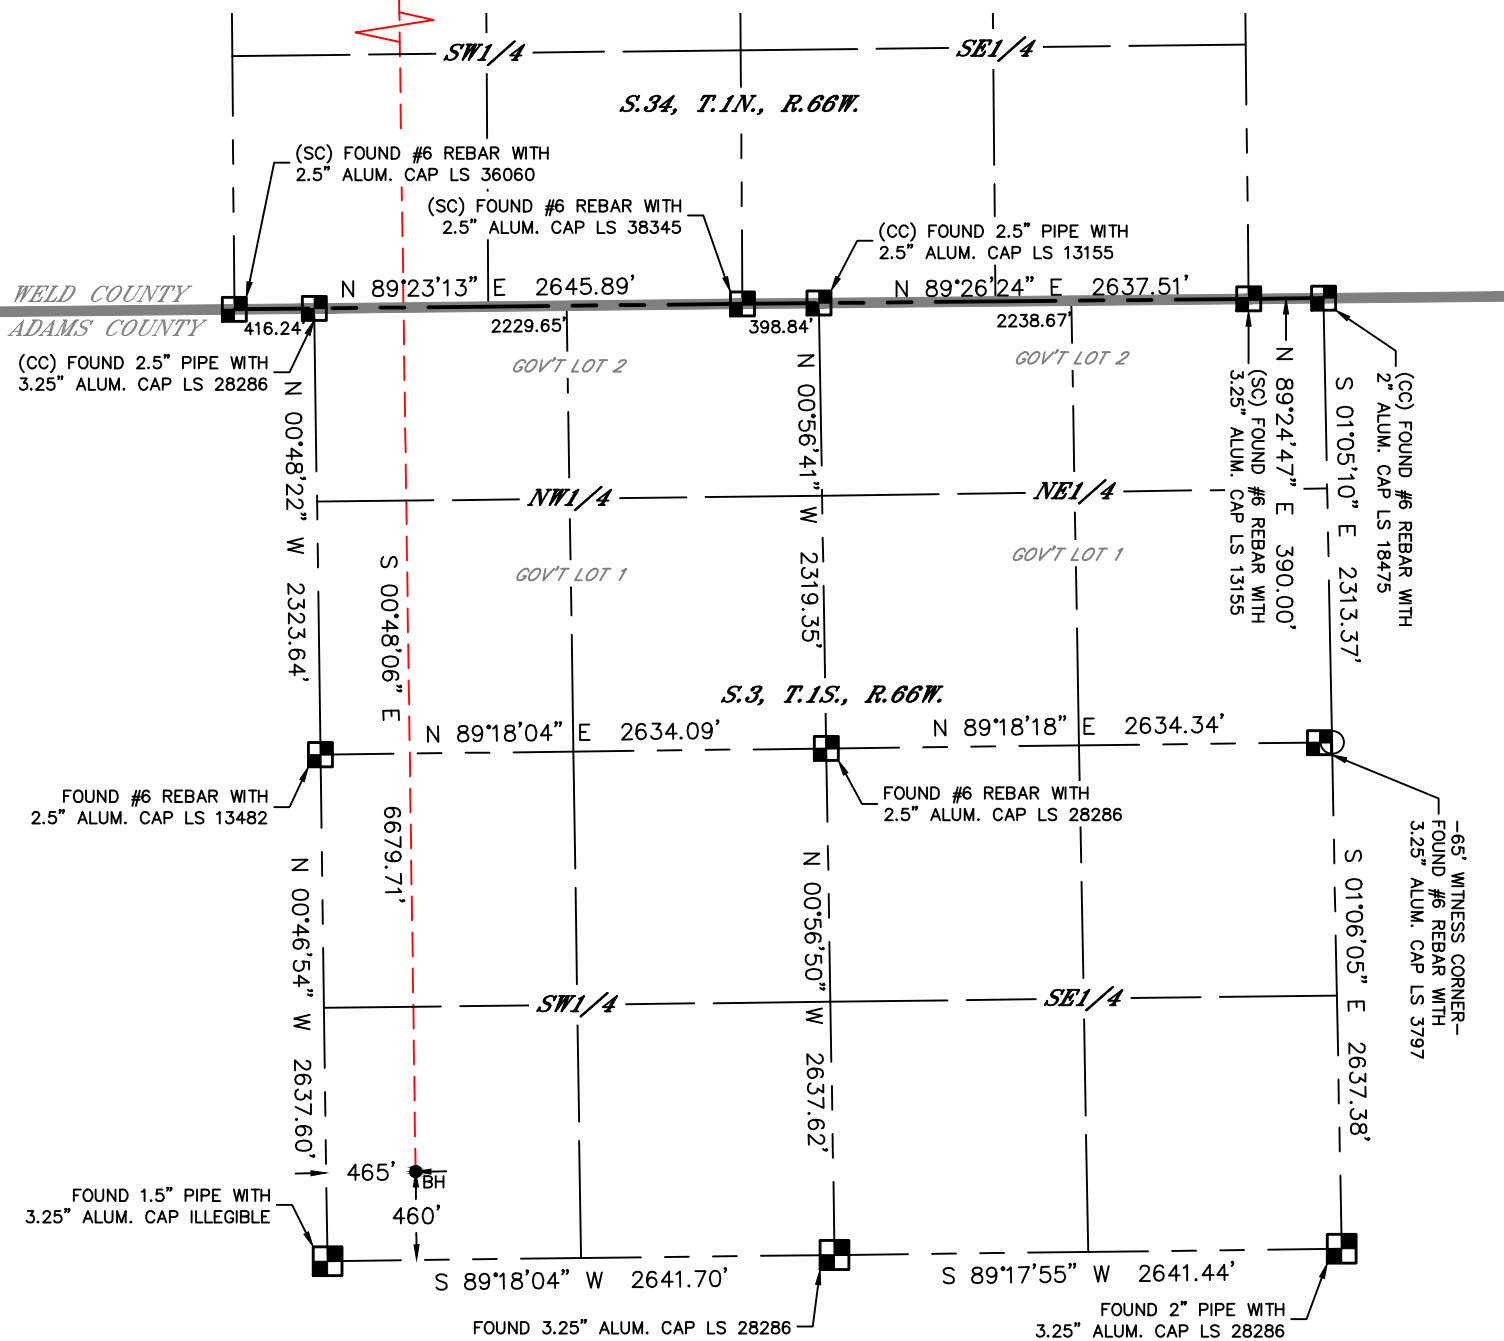 SW1/4
SE1/4
S.34, T.1N., R.66W.
(SC) FOUND #6 REBAR WITH
2.5" ALUM. CAP LS 36060
(SC) FOUND #6 REBAR WITH
2.5" ALUM. CAP LS 38345
(CC) FOUND 2.5" PIPE WITH
2.5" ALUM. CAP LS 13155
WELD COUNTY
N 89°23'13" E 2645.89'
N 89°26'24" E 2637.51'
ADAMS COUNTY
416.24'
2229.65'
398.84'
2238.67'
(CC) FOUND 2.5" PIPE WITH
3.25" ALUM. CAP LS 28286
GOV'T LOT 2
GOV'T LOT 2
N 00°48'22" W 2323.64'
N 00°56'41" W 2319.35'
(SC) FOUND #6 REBAR WITH
3.25" ALUM. CAP LS 13155
N 89°24'47" E 390.00'
S 01°05'10" E 2313.37'
(CC) FOUND #6 REBAR WITH
2" ALUM. CAP LS 18475
NW1/4
NE1/4
GOV'T LOT 1
GOV'T LOT 1
S 00°48'06" E 6679.71'
S.3, T.1S., R.66W.
N 89°18'04" E 2634.09'
N 89°18'18" E 2634.34'
FOUND #6 REBAR WITH
2.5" ALUM. CAP LS 13482
FOUND #6 REBAR WITH
2.5" ALUM. CAP LS 28286
-65' WITNESS CORNER-
FOUND #6 REBAR WITH
3.25" ALUM. CAP LS 3797
N 00°46'54" W 2637.60'
N 00°56'50" W 2637.62'
S 01°06'05" E 2637.38'
SW1/4
SE1/4
465'
BH
460'
FOUND 1.5" PIPE WITH
3.25" ALUM. CAP ILLEGIBLE
S 89°18'04" W 2641.70'
S 89°17'55" W 2641.44'
FOUND 3.25" ALUM. CAP LS 28286
FOUND 2" PIPE WITH
3.25" ALUM. CAP LS 28286